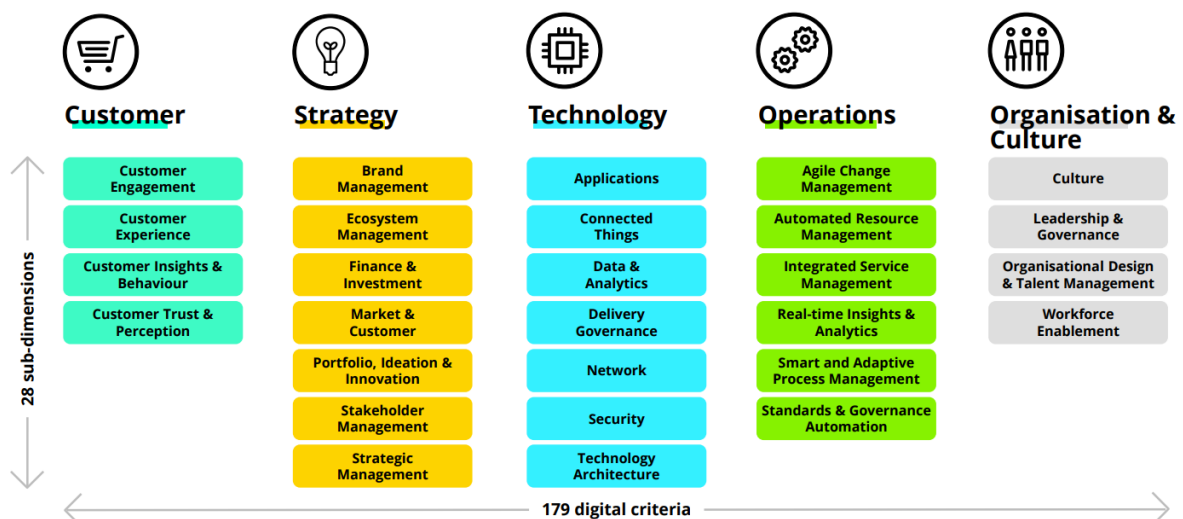 Customer
Customer
Engagement
Customer
Experience
Customer Insights &
Behaviour
Customer Trust &
Perception
Strategy
Brand
Management
Ecosystem
Management
Finance &
Investment
Market &
Customer
Portfolio, Ideation &
Innovation
Stakeholder
Management
Strategic
Management
Technology
Applications
Connected
Things
Data &
Analytics
Delivery
Governance
Network
Security
Technology
Architecture
Operations
Agile Change
Management
Automated Resource
Management
Integrated Service
Management
Real-time Insights &
Analytics
Smart and Adaptive
Process Management
Standards & Governance
Automation
Organisation &
Culture
Culture
Leadership &
Governance
Organisational Design
& Talent Management
Workforce
Enablement
28 sub-dimensions
179 digital criteria